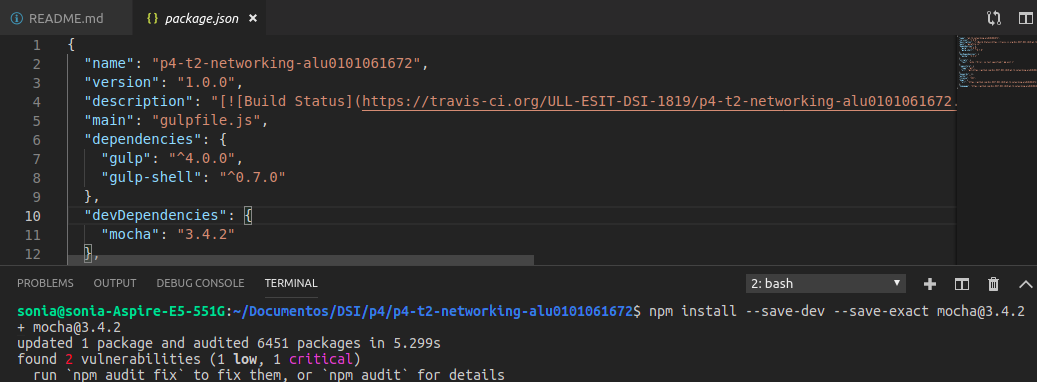 README.md
{ } package.json ×
1 {
2 "name": "p4-t2-networking-alu0101061672",
3 "version": "1.0.0",
4 "description": "[![Build Status](https://travis-ci.org/ULL-ESIT-DSI-1819/p4-t2-networking-alu0101061672.
5 "main": "gulpfile.js",
6 "dependencies": {
7 "gulp": "^4.0.0",
8 "gulp-shell": "^0.7.0"
9 },
10 "devDependencies": {
11 "mocha": "3.4.2"
12 },
PROBLEMS OUTPUT DEBUG CONSOLE TERMINAL 2: bash
sonia@sonia-Aspire-E5-551G:~/Documentos/DSI/p4/p4-t2-networking-alu0101061672$ npm install --save-dev --save-exact mocha@3.4.2
+ mocha@3.4.2
updated 1 package and audited 6451 packages in 5.299s
found 2 vulnerabilities (1 low, 1 critical)
run `npm audit fix` to fix them, or `npm audit` for details